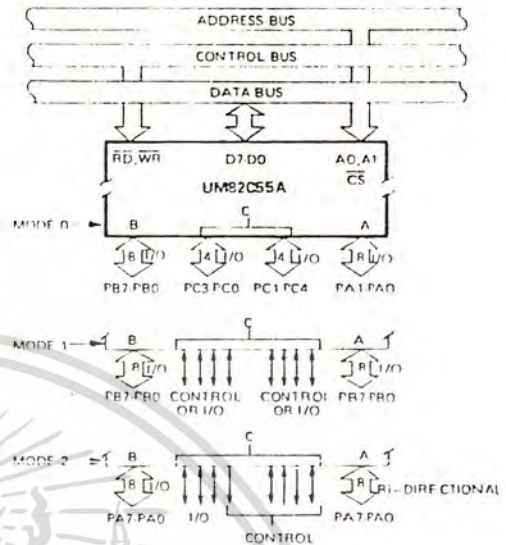 ADDRESS BUS
CONTROL BUS
DATA BUS
RD, WR D7-D0 A0, A1
CS
UM82C55A
C
MODE 0 B A
8 I/O 4 I/O 4 I/O 8 I/O
PB7-PB0 PC3-PC0 PC1-PC4 PA1-PA0
C
MODE 1 B A
8 I/O 8 I/O
PB7-PB0 CONTROL CONTROL PB7-PB0
OR I/O OR I/O
C
MODE 2 B A
8 I/O 8 BI-DIRECTIONAL
PA7-PA0 I/O PA7-PA0
CONTROL